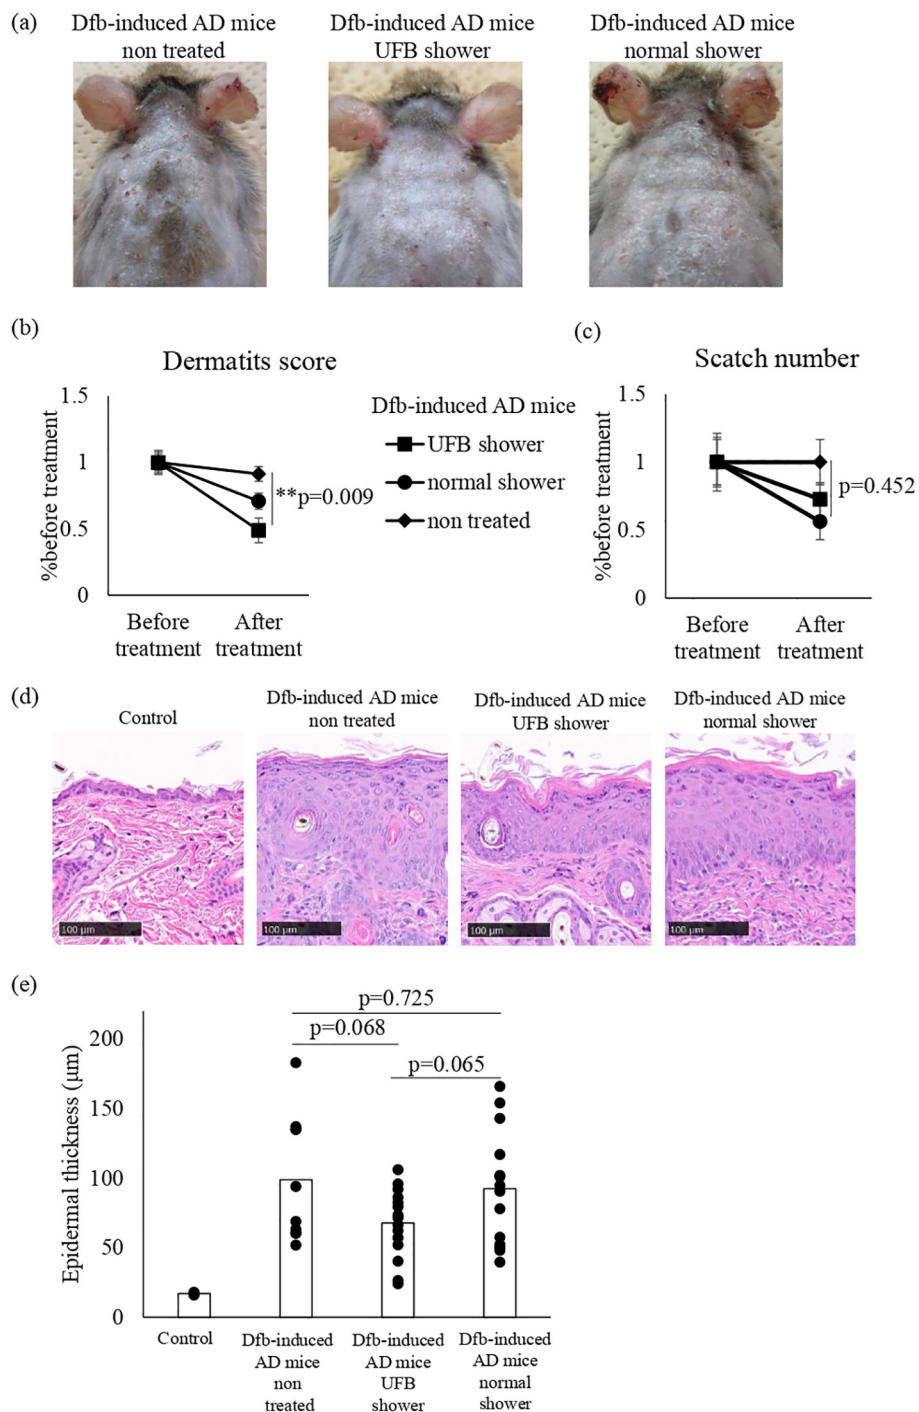 (a)
Dfb-induced AD mice
non treated
Dfb-induced AD mice
UFB shower
Dfb-induced AD mice
normal shower
(b)
Dermatits score
%before treatment
1.5
1
0.5
0
**p=0.009
Before
treatment
After
treatment
Dfb-induced AD mice
UFB shower
normal shower
non treated
(c)
Scatch number
%before treatment
1.5
1
0.5
0
p=0.452
Before
treatment
After
treatment
(d)
Control
Dfb-induced AD mice
non treated
Dfb-induced AD mice
UFB shower
Dfb-induced AD mice
normal shower
100 μm
100 μm
100 μm
100 μm
(e)
Epidermal thickness (μm)
200
150
100
50
0
p=0.725
p=0.068
p=0.065
Control
Dfb-induced
AD mice
non
treated
Dfb-induced
AD mice
UFB
shower
Dfb-induced
AD mice
normal
shower